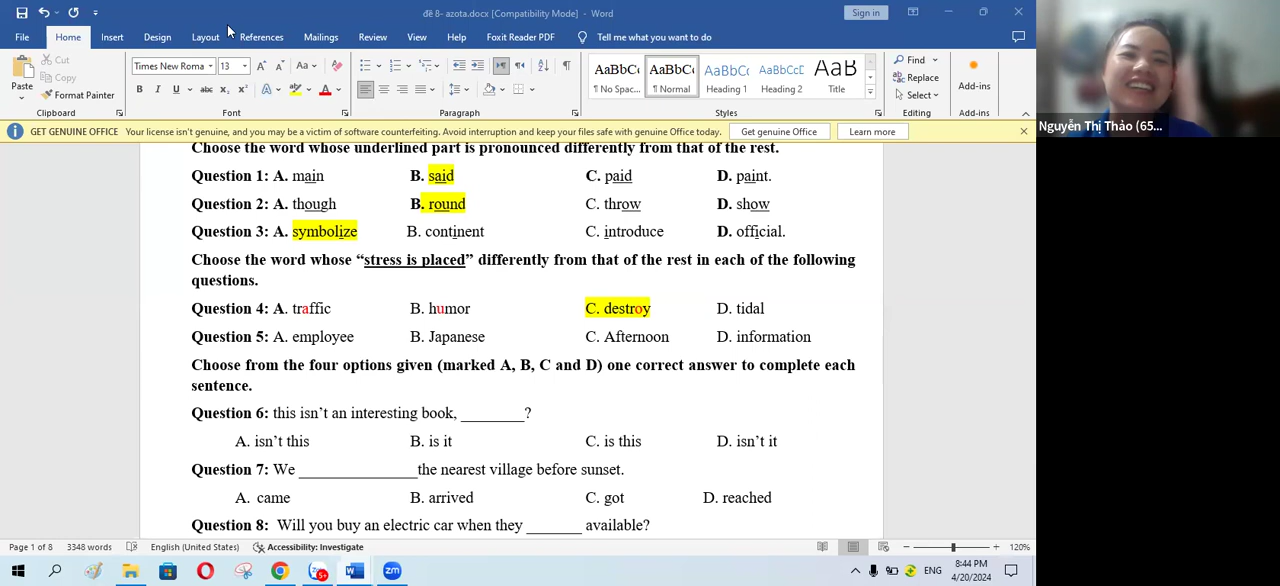 đề 8- azota.docx [Compatibility Mode] - Word
Sign in
File Home Insert Design Layout References Mailings Review View Help Foxit Reader PDF Tell me what you want to do
Cut
Copy
Paste
Format Painter
Clipboard
Times New Roma 13
Font
Paragraph
AaBbCc AaBbCc AaBbCc AaBbCcD AaB
¶ No Spac... ¶ Normal Heading 1 Heading 2 Title
Styles
Find
Replace
Select
Editing
Add-ins
Add-ins
GET GENUINE OFFICE Your license isn't genuine, and you may be a victim of software counterfeiting. Avoid interruption and keep your files safe with genuine Office today. Get genuine Office Learn more
Nguyễn Thị Thảo (65...
Choose the word whose underlined part is pronounced differently from that of the rest.
Question 1: A. main B. said C. paid D. paint.
Question 2: A. though B. round C. throw D. show
Question 3: A. symbolize B. continent C. introduce D. official.
Choose the word whose “stress is placed” differently from that of the rest in each of the following
questions.
Question 4: A. traffic B. humor C. destroy D. tidal
Question 5: A. employee B. Japanese C. Afternoon D. information
Choose from the four options given (marked A, B, C and D) one correct answer to complete each
sentence.
Question 6: this isn’t an interesting book, ________?
A. isn’t this B. is it C. is this D. isn’t it
Question 7: We _______________the nearest village before sunset.
A. came B. arrived C. got D. reached
Question 8: Will you buy an electric car when they _______ available?
Page 1 of 8 3348 words English (United States) Accessibility: Investigate 120%
ENG
8:44 PM
4/20/2024